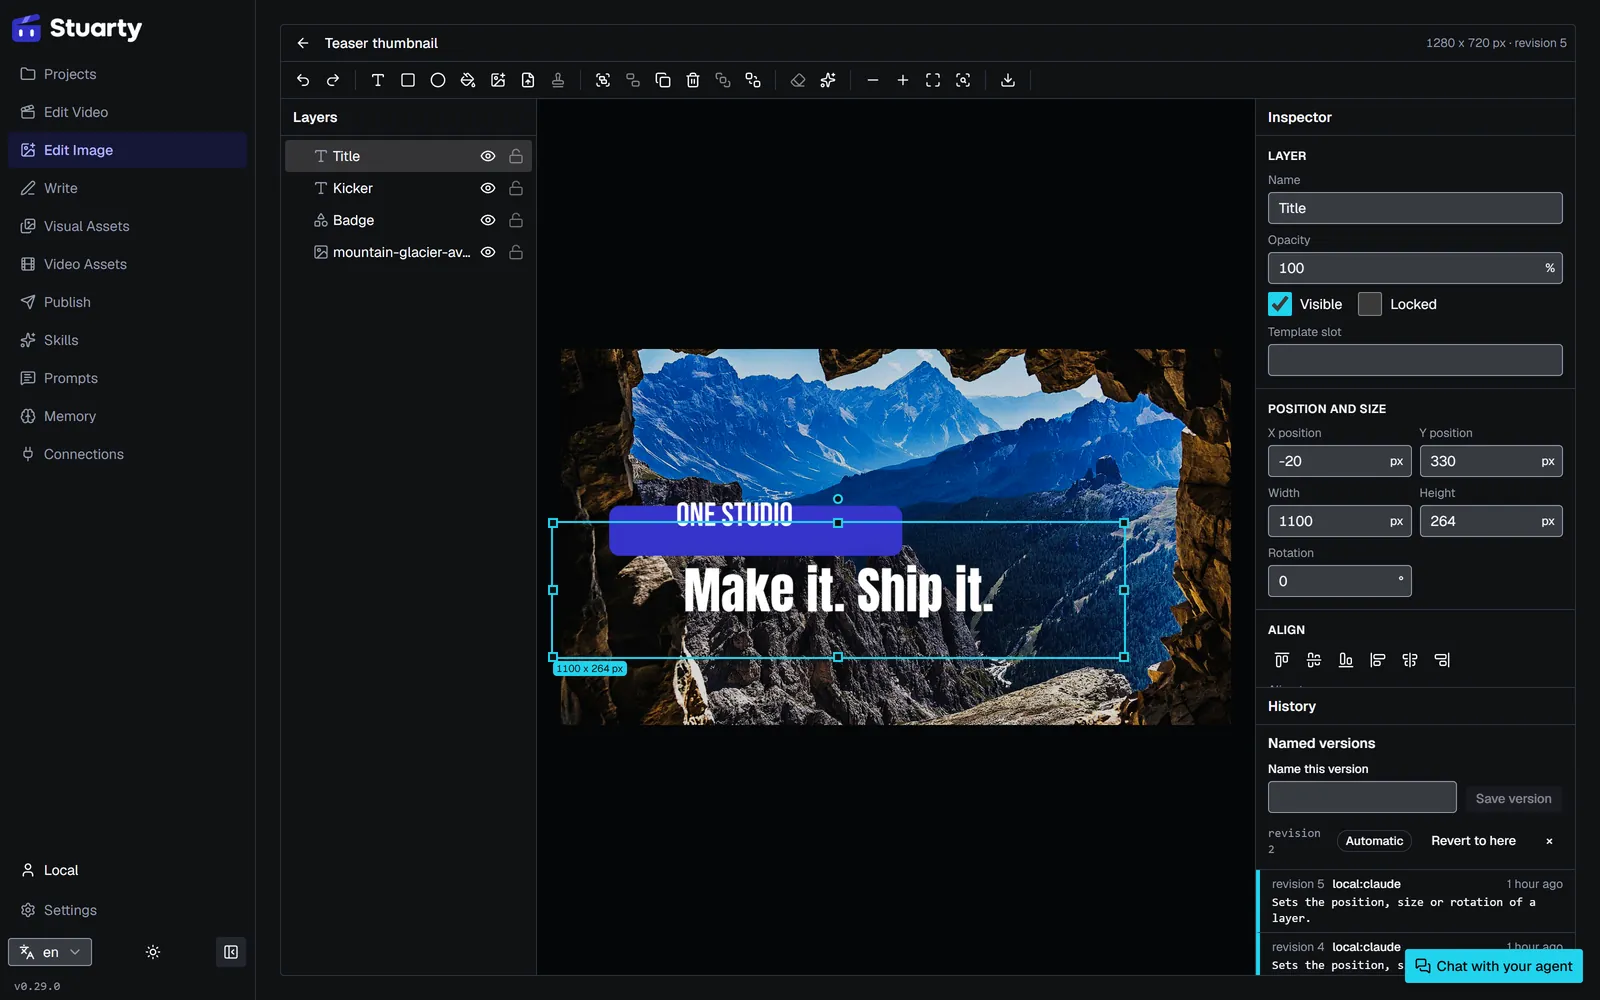 Stuarty
Projects
Edit Video
Edit Image
Write
Visual Assets
Video Assets
Publish
Skills
Prompts
Memory
Connections
Local
Settings
en
v0.29.0
Teaser thumbnail
1280 x 720 px · revision 5
Layers
Title
Kicker
Badge
mountain-glacier-av...
ONE STUDIO
Make it. Ship it.
1100 x 264 px
Inspector
LAYER
Name
Title
Opacity
100 %
Visible Locked
Template slot
POSITION AND SIZE
X position Y position
-20 px 330 px
Width Height
1100 px 264 px
Rotation
0 °
ALIGN
History
Named versions
Name this version
Save version
revision 2 Automatic Revert to here ×
revision 5 local:claude 1 hour ago
Sets the position, size or rotation of a
layer.
revision 4 local:claude 1 hour ago
Sets the position, s
Chat with your agent